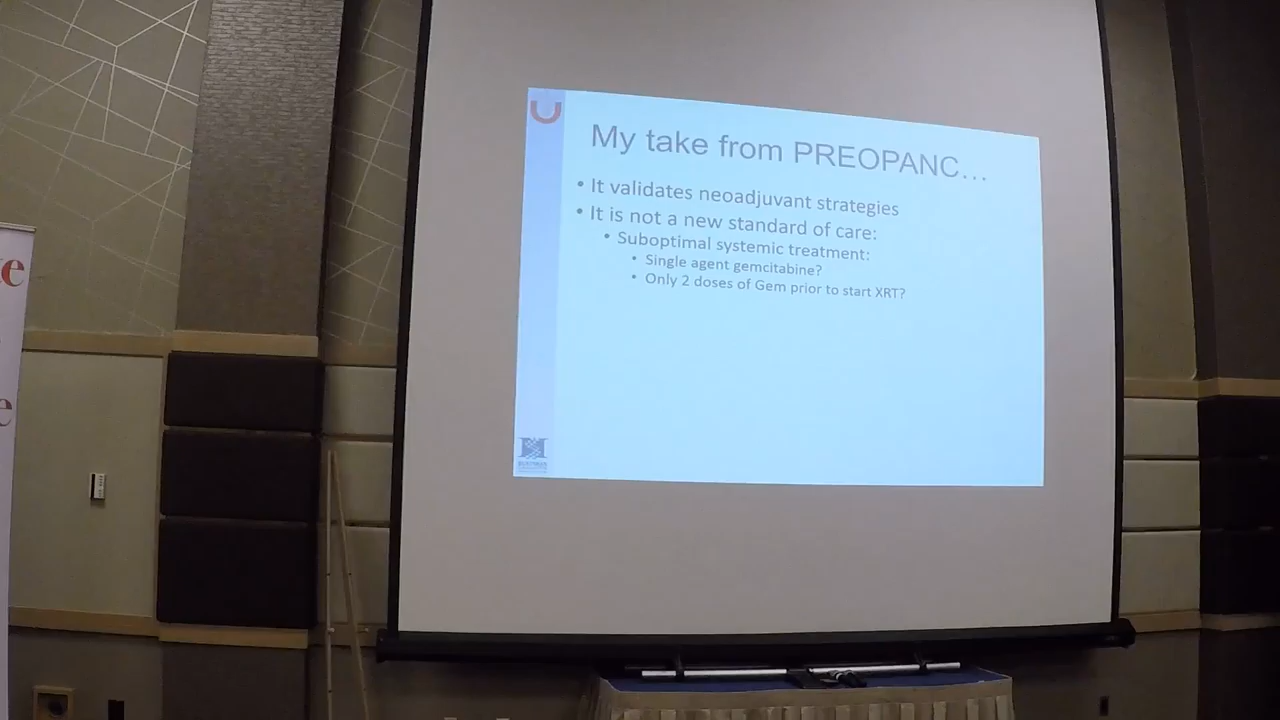 My take from PREOPANC…
• It validates neoadjuvant strategies
• It is not a new standard of care:
• Suboptimal systemic treatment:
• Single agent gemcitabine?
• Only 2 doses of Gem prior to start XRT?